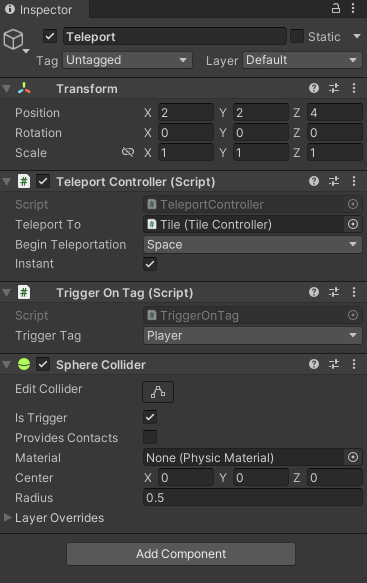 Inspector
Teleport Static
Tag Untagged Layer Default
Transform
Position X 2 Y 2 Z 4
Rotation X 0 Y 0 Z 0
Scale X 1 Y 1 Z 1
# Teleport Controller (Script)
Script # TeleportController
Teleport To # Tile (Tile Controller)
Begin Teleportation Space
Instant
# Trigger On Tag (Script)
Script # TriggerOnTag
Trigger Tag Player
Sphere Collider
Edit Collider
Is Trigger
Provides Contacts
Material None (Physic Material)
Center X 0 Y 0 Z 0
Radius 0.5
Layer Overrides
Add Component